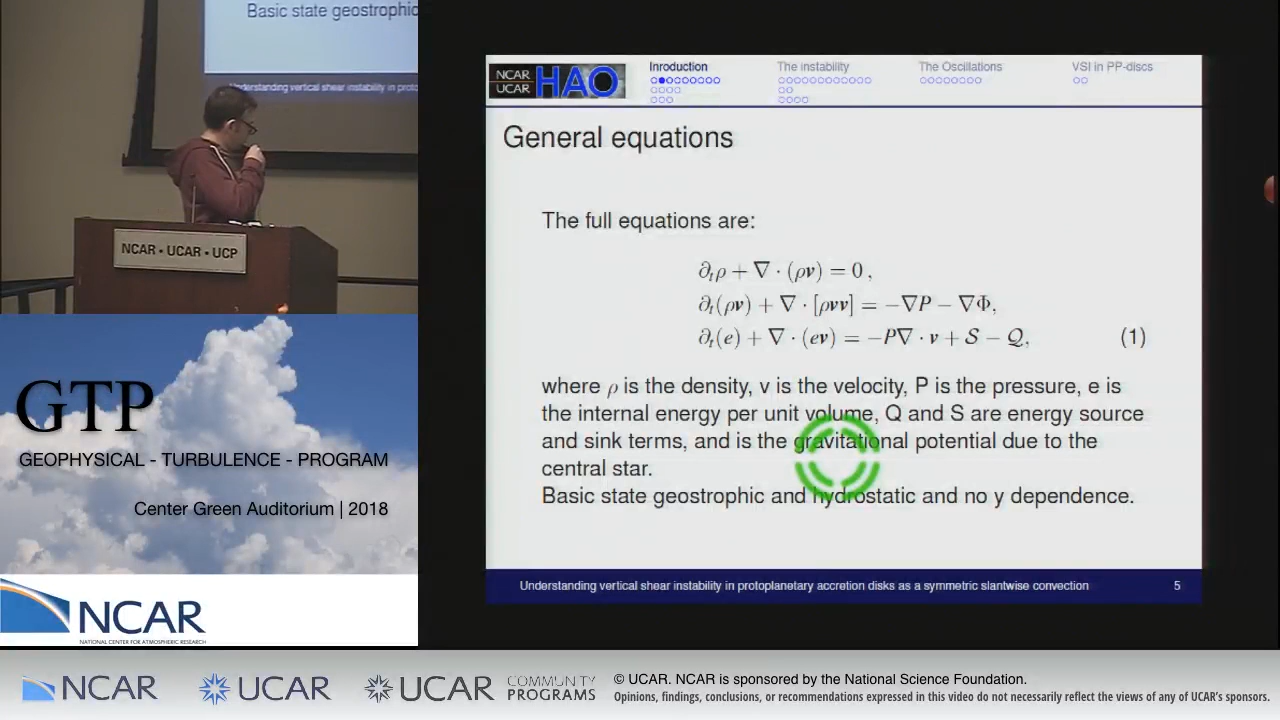 Basic state geostrophic
understanding vertical shear instability in proto
NCAR • UCAR • UCP
GTP
GEOPHYSICAL - TURBULENCE - PROGRAM
Center Green Auditorium | 2018
NCAR
NATIONAL CENTER FOR ATMOSPHERIC RESEARCH
NCAR
UCAR
HAO
Inroduction
The instability
The Oscillations
VSI in PP-discs
General equations
The full equations are:
∂ₜρ + ∇ · (ρv) = 0 ,
∂ₜ(ρv) + ∇ · [ρvv] = −∇P − ∇Φ,
∂ₜ(e) + ∇ · (ev) = −P∇ · v + S − Q, (1)
where ρ is the density, v is the velocity, P is the pressure, e is
the internal energy per unit volume, Q and S are energy source
and sink terms, and is the gravitational potential due to the
central star.
Basic state geostrophic and hydrostatic and no y dependence.
Understanding vertical shear instability in protoplanetary accretion disks as a symmetric slantwise convection 5
NCAR
UCAR
UCAR COMMUNITY
PROGRAMS
© UCAR. NCAR is sponsored by the National Science Foundation.
Opinions, findings, conclusions, or recommendations expressed in this video do not necessarily reflect the views of any of UCAR's sponsors.